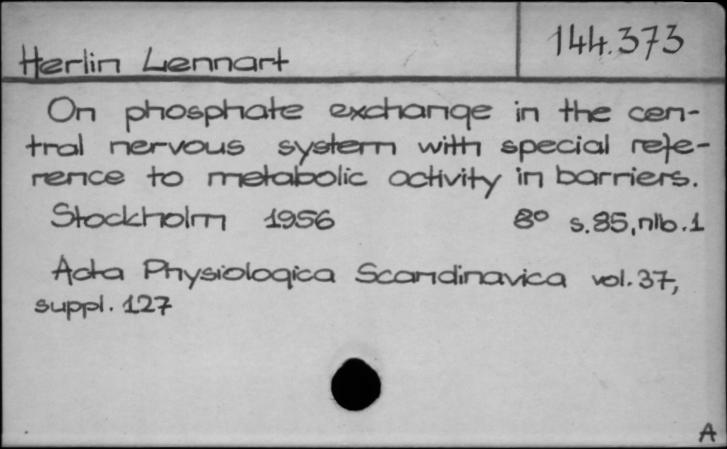 Herlin Lennart
144.373
On phosphate exchange in the cen-
tral nervous system with special refe-
rence to metabolic activity in barriers.
Stockholm 1956 8° s.85,nlb.1
Acta Physiologica Scandinavica vol.37,
suppl. 127
A